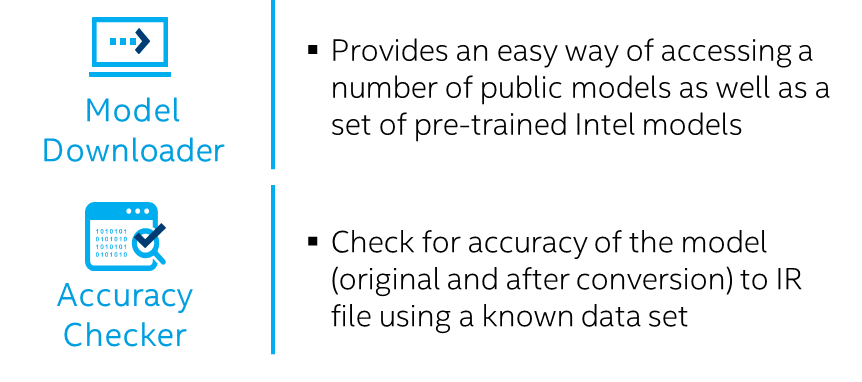 Model
Downloader
▪ Provides an easy way of accessing a
number of public models as well as a
set of pre-trained Intel models
1010101
0101010
1010101
0101010
Accuracy
Checker
▪ Check for accuracy of the model
(original and after conversion) to IR
file using a known data set